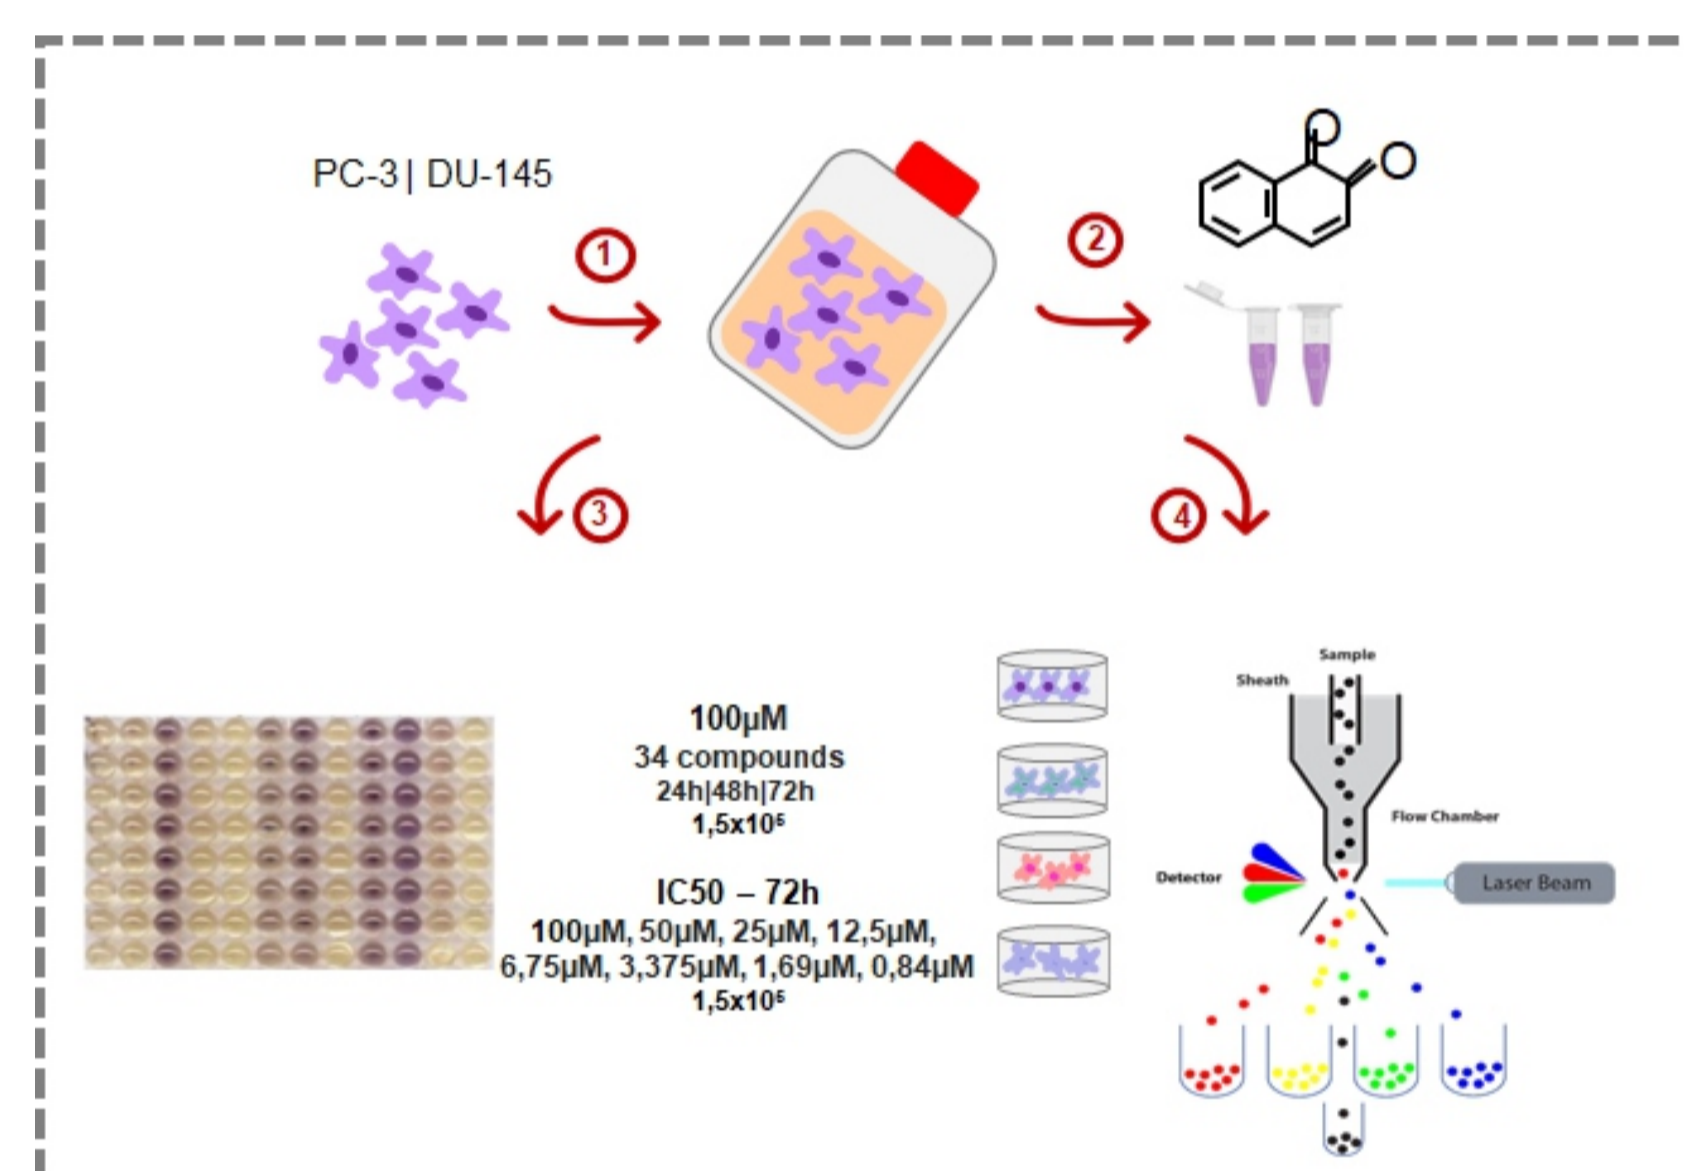 PC-3| DU-145
1
2
O
O
3
4
100µM
34 compounds
24h|48h|72h
1,5x10⁵
IC50 – 72h
100µM, 50µM, 25µM, 12,5µM,
6,75µM, 3,375µM, 1,69µM, 0,84µM
1,5x10⁵
Sample
Sheath
Flow Chamber
Detector
Laser Beam